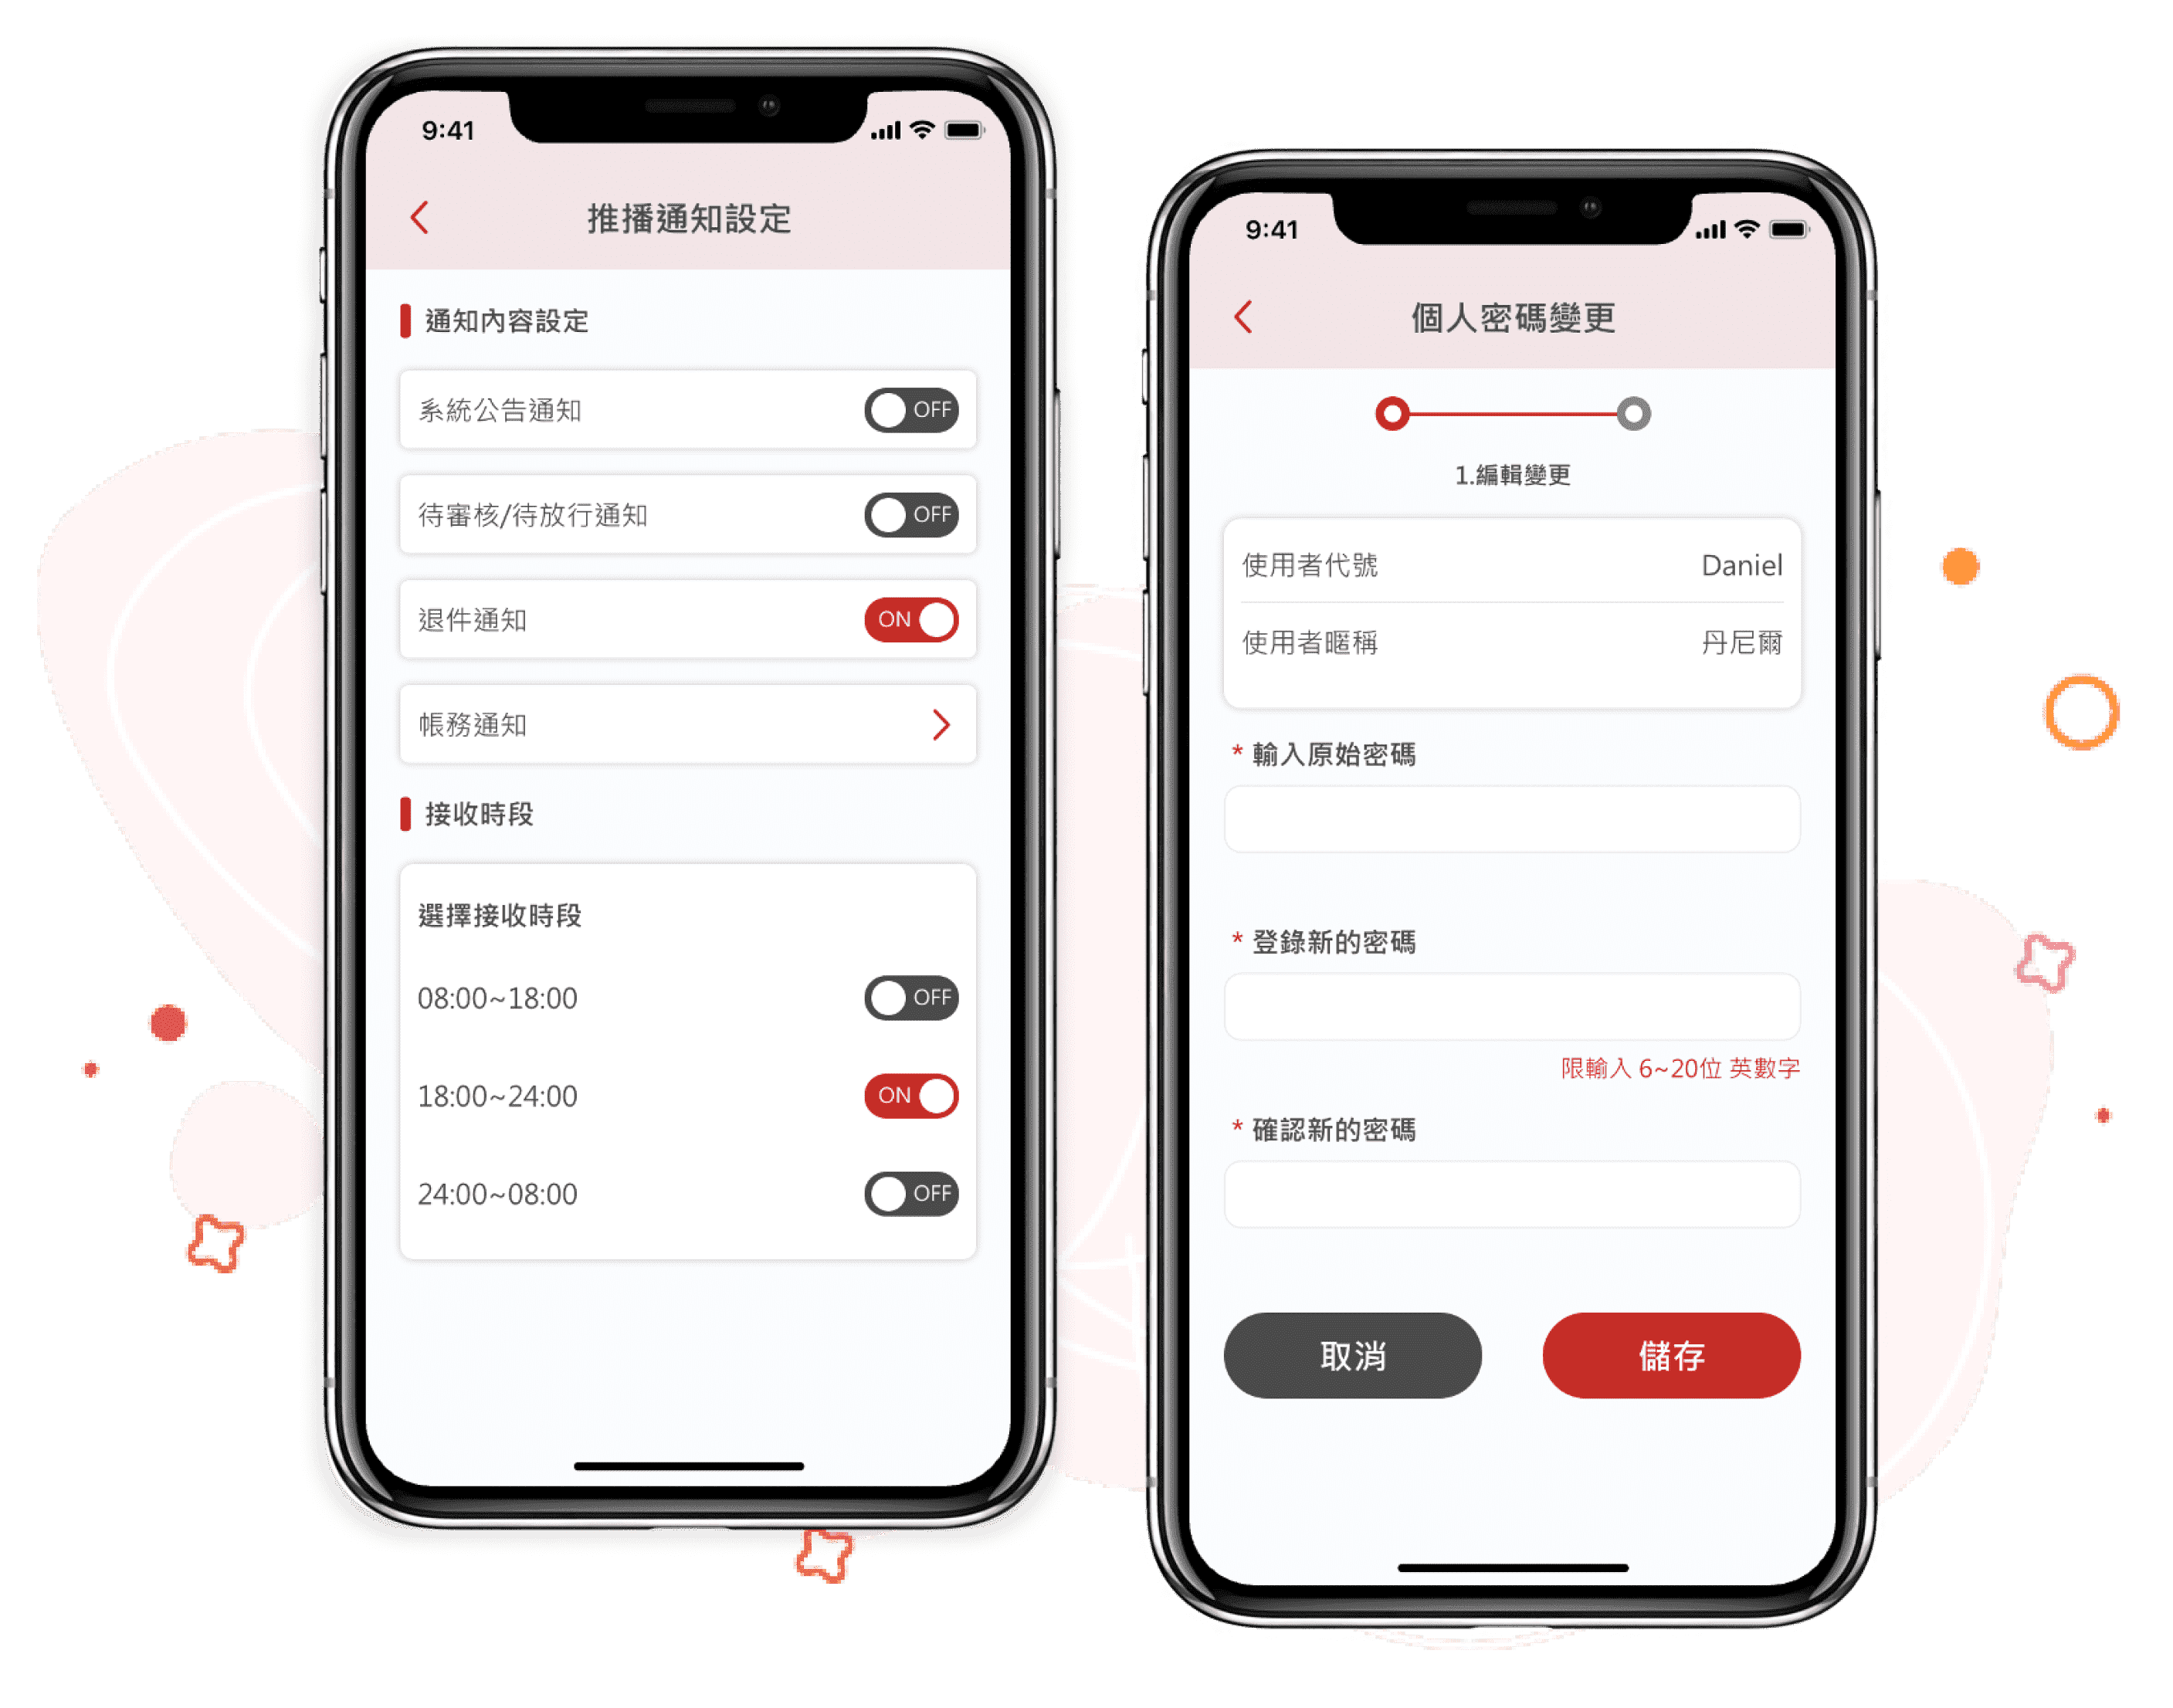 9:41
推播通知設定
通知內容設定
系統公告通知 OFF
待審核/待放行通知 OFF
退件通知 ON
帳務通知
接收時段
選擇接收時段
08:00~18:00 OFF
18:00~24:00 ON
24:00~08:00 OFF
9:41
個人密碼變更
1.編輯變更
使用者代號 Daniel
使用者暱稱 丹尼爾
* 輸入原始密碼
* 登錄新的密碼
限輸入 6~20位 英數字
* 確認新的密碼
取消 儲存